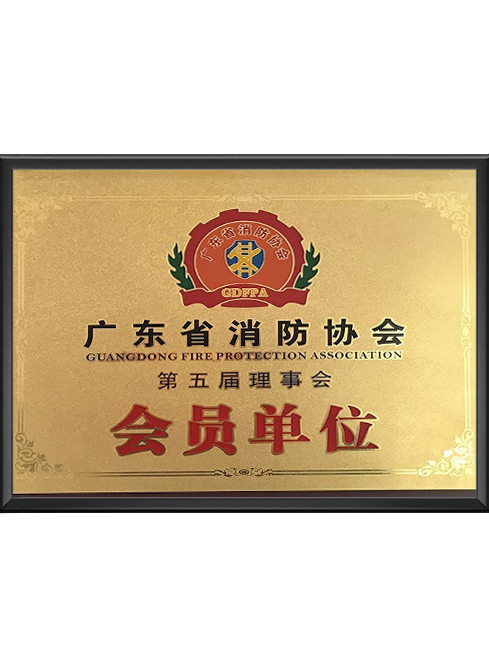 广东省消防协会
GDFPA
广东省消防协会
GUANGDONG FIRE PROTECTION ASSOCIATION
第五届理事会
会员单位